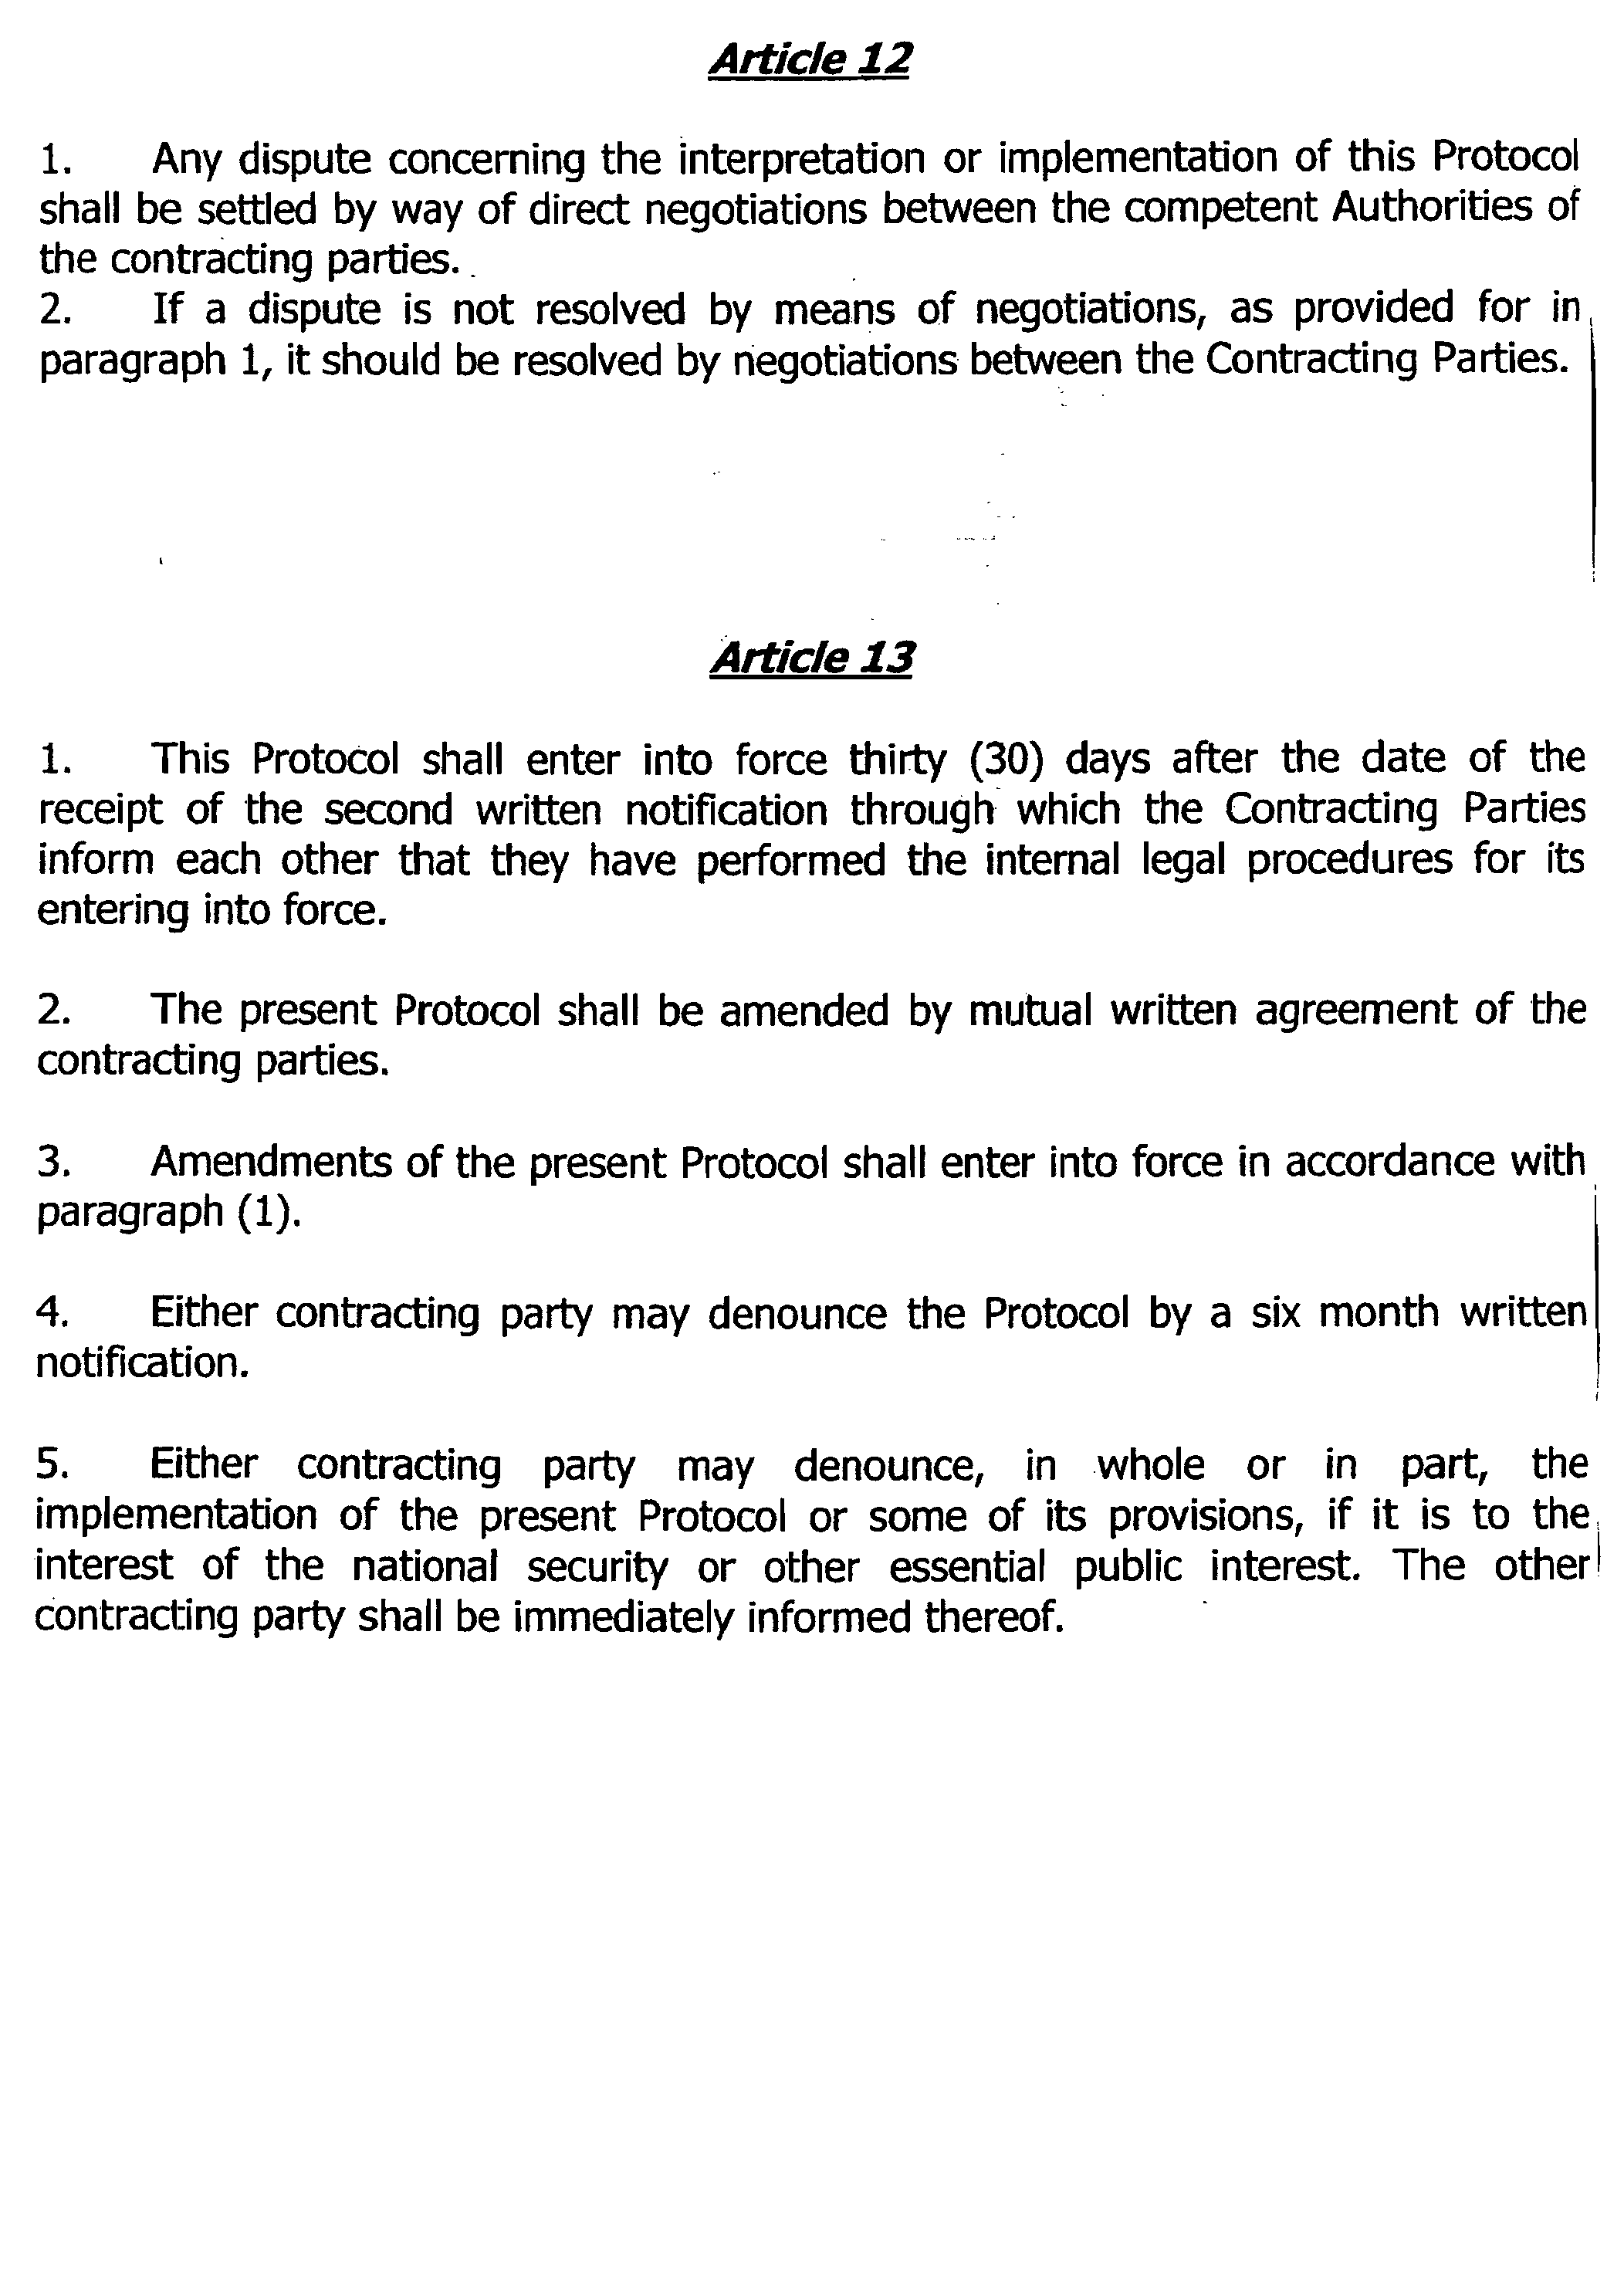 Article 12
1. Any dispute concerning the interpretation or implementation of this Protocol
shall be settled by way of direct negotiations between the competent Authorities of
the contracting parties.
2. If a dispute is not resolved by means of negotiations, as provided for in
paragraph 1, it should be resolved by negotiations between the Contracting Parties.
Article 13
1. This Protocol shall enter into force thirty (30) days after the date of the
receipt of the second written notification through which the Contracting Parties
inform each other that they have performed the internal legal procedures for its
entering into force.
2. The present Protocol shall be amended by mutual written agreement of the
contracting parties.
3. Amendments of the present Protocol shall enter into force in accordance with
paragraph (1).
4. Either contracting party may denounce the Protocol by a six month written
notification.
5. Either contracting party may denounce, in whole or in part, the
implementation of the present Protocol or some of its provisions, if it is to the
interest of the national security or other essential public interest. The other
contracting party shall be immediately informed thereof.